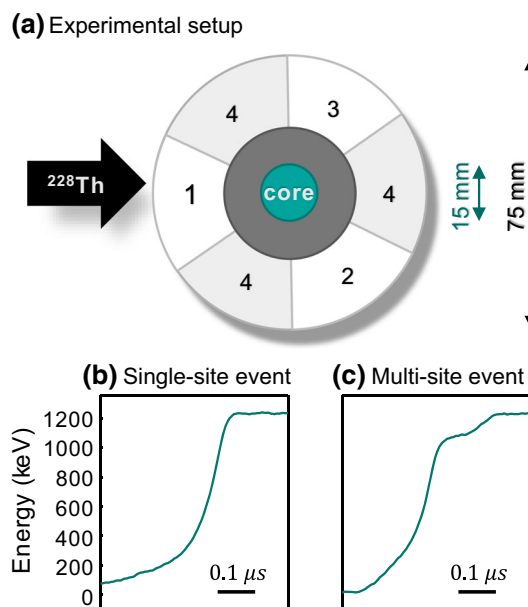 (a) Experimental setup
4
3
²²⁸Th
1
core
4
15 mm
75 mm
4
2
(b) Single-site event
(c) Multi-site event
Energy (keV)
1200
1000
800
600
400
200
0
0.1 μs
0.1 μs